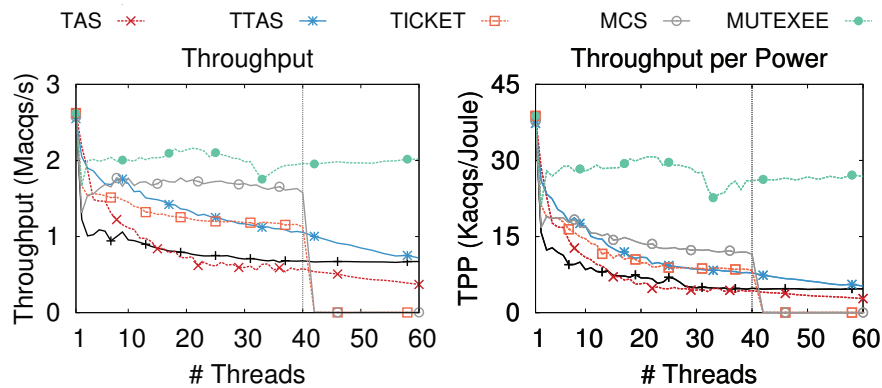 TAS TTAS TICKET MCS MUTEXEE
Throughput
Throughput (Macqs/s)
3
2
1
0
1 10 20 30 40 50 60
# Threads
Throughput per Power
TPP (Kacqs/Joule)
45
30
15
0
1 10 20 30 40 50 60
# Threads